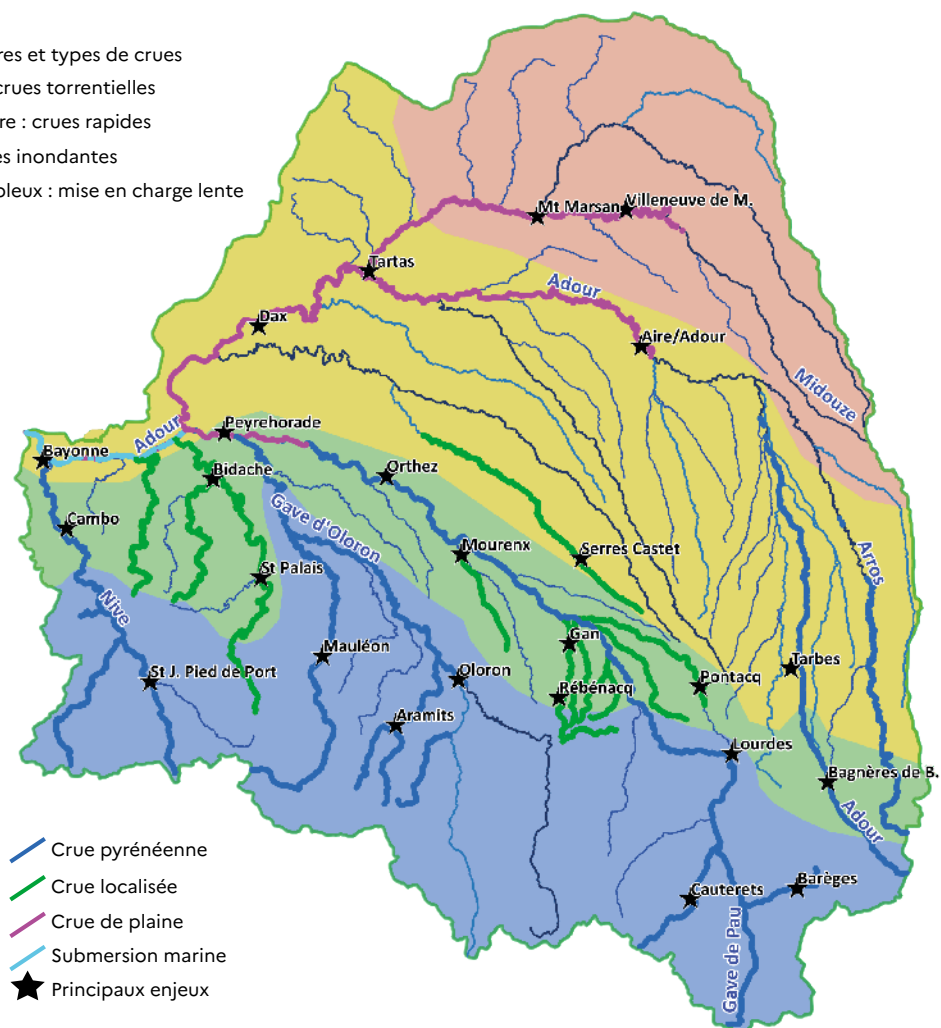 res et types de crues
crues torrentielles
re : crues rapides
es inondantes
bleux : mise en charge lente
Mt Marsan
Villeneuve de M.
Tartas
Adour
Dax
Aire/Adour
Midouze
Peyrehorade
Adour
Bayonne
Bidache
Orthez
Gave d'Oloron
Cambo
Mourenx
Serres Castet
Arros
St Palais
Nive
Gan
Mauléon
St J. Pied de Port
Oloron
Tarbes
Pontacq
Rébénacq
Aramits
Lourdes
Bagnères de B.
Adour
Crue pyrénéenne
Crue localisée
Cauterets
Barèges
Crue de plaine
Gave de Pau
Submersion marine
Principaux enjeux